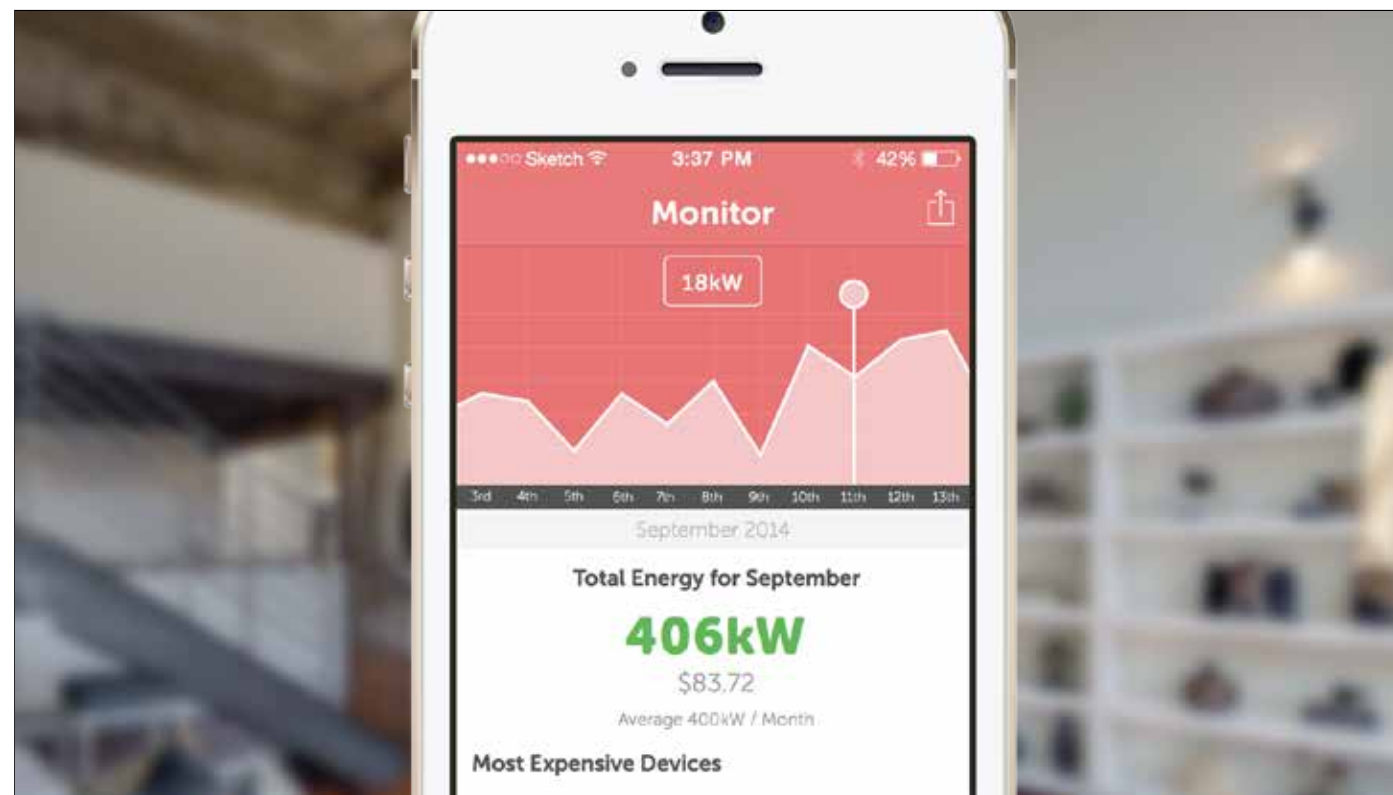 Sketch 3:37 PM 42%
Monitor
18kW
3rd 4th 5th 6th 7th 8th 9th 10th 11th 12th 13th
September 2014
Total Energy for September
406kW
$83.72
Average 400kW / Month
Most Expensive Devices